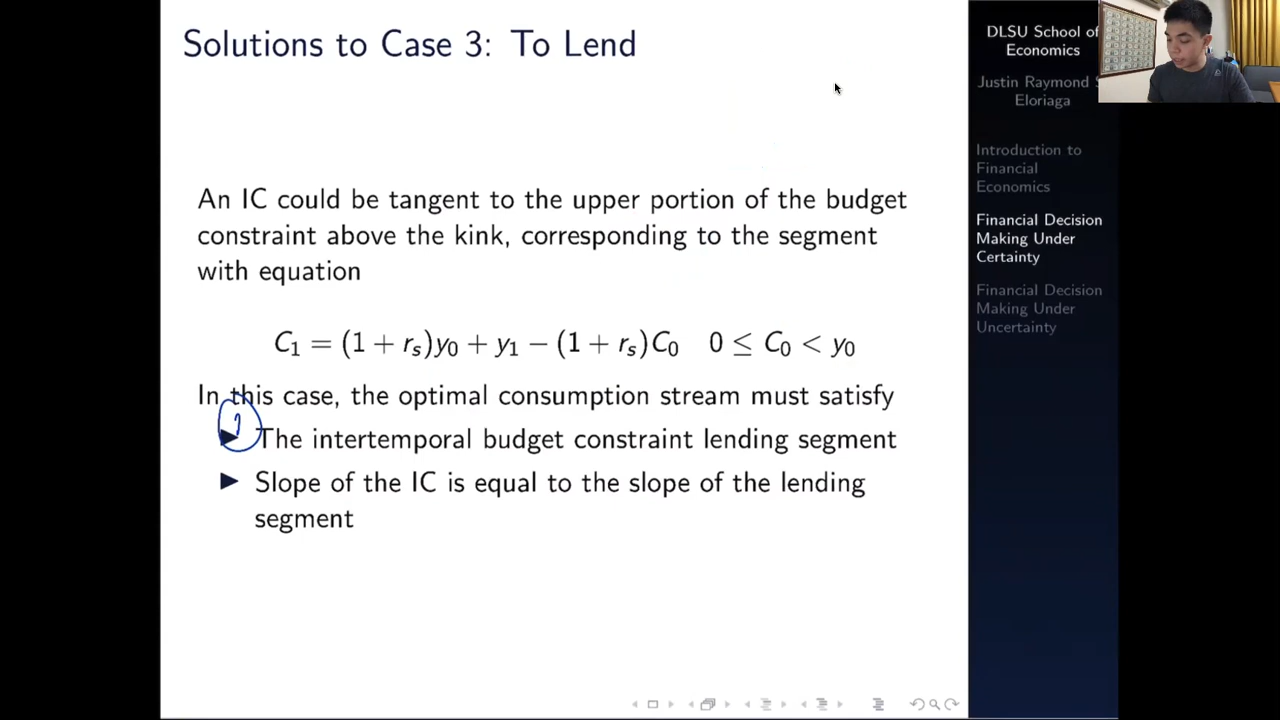 Solutions to Case 3: To Lend
An IC could be tangent to the upper portion of the budget
constraint above the kink, corresponding to the segment
with equation
C₁ = (1 + rₛ)y₀ + y₁ − (1 + rₛ)C₀ 0 ≤ C₀ < y₀
In this case, the optimal consumption stream must satisfy
▶ The intertemporal budget constraint lending segment
▶ Slope of the IC is equal to the slope of the lending
segment
DLSU School of
Economics
Justin Raymond
Eloriaga
Introduction to
Financial
Economics
Financial Decision
Making Under
Certainty
Financial Decision
Making Under
Uncertainty